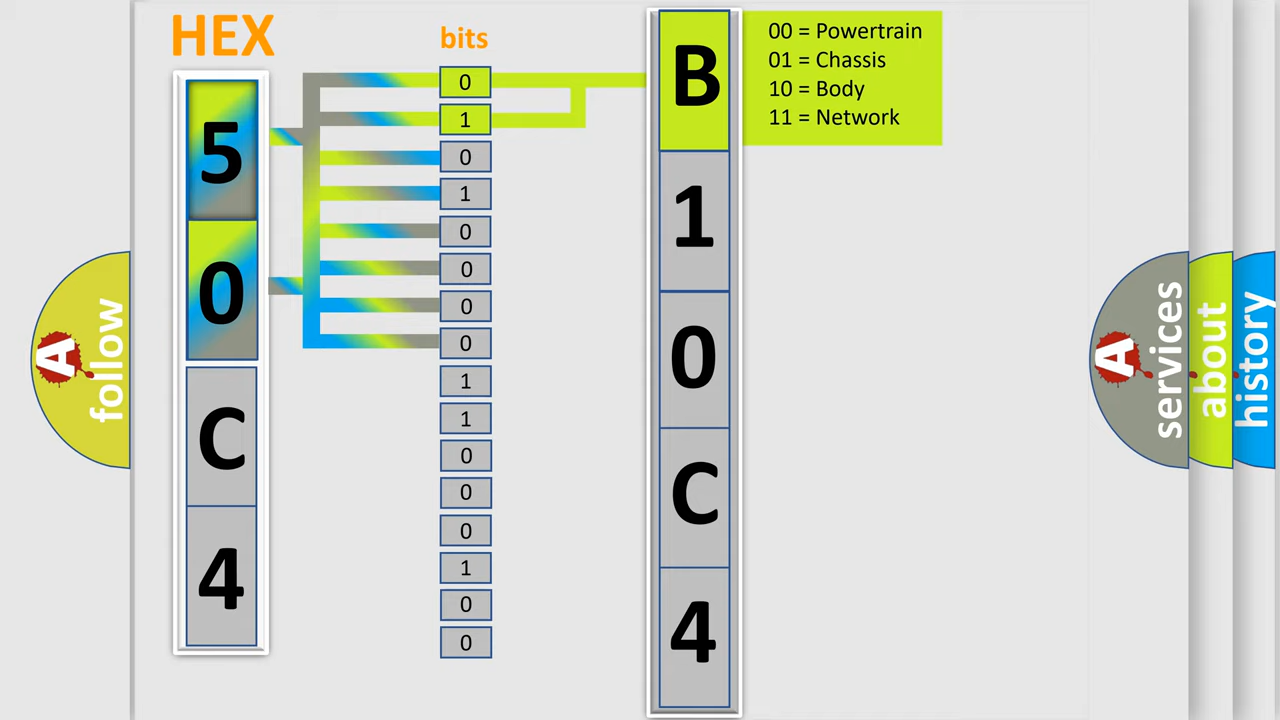 HEX
5
0
C
4
bits
0
1
0
1
0
0
0
0
1
1
0
0
0
1
0
0
B
1
0
C
4
00 = Powertrain
01 = Chassis
10 = Body
11 = Network
A
follow
A
services
about
history